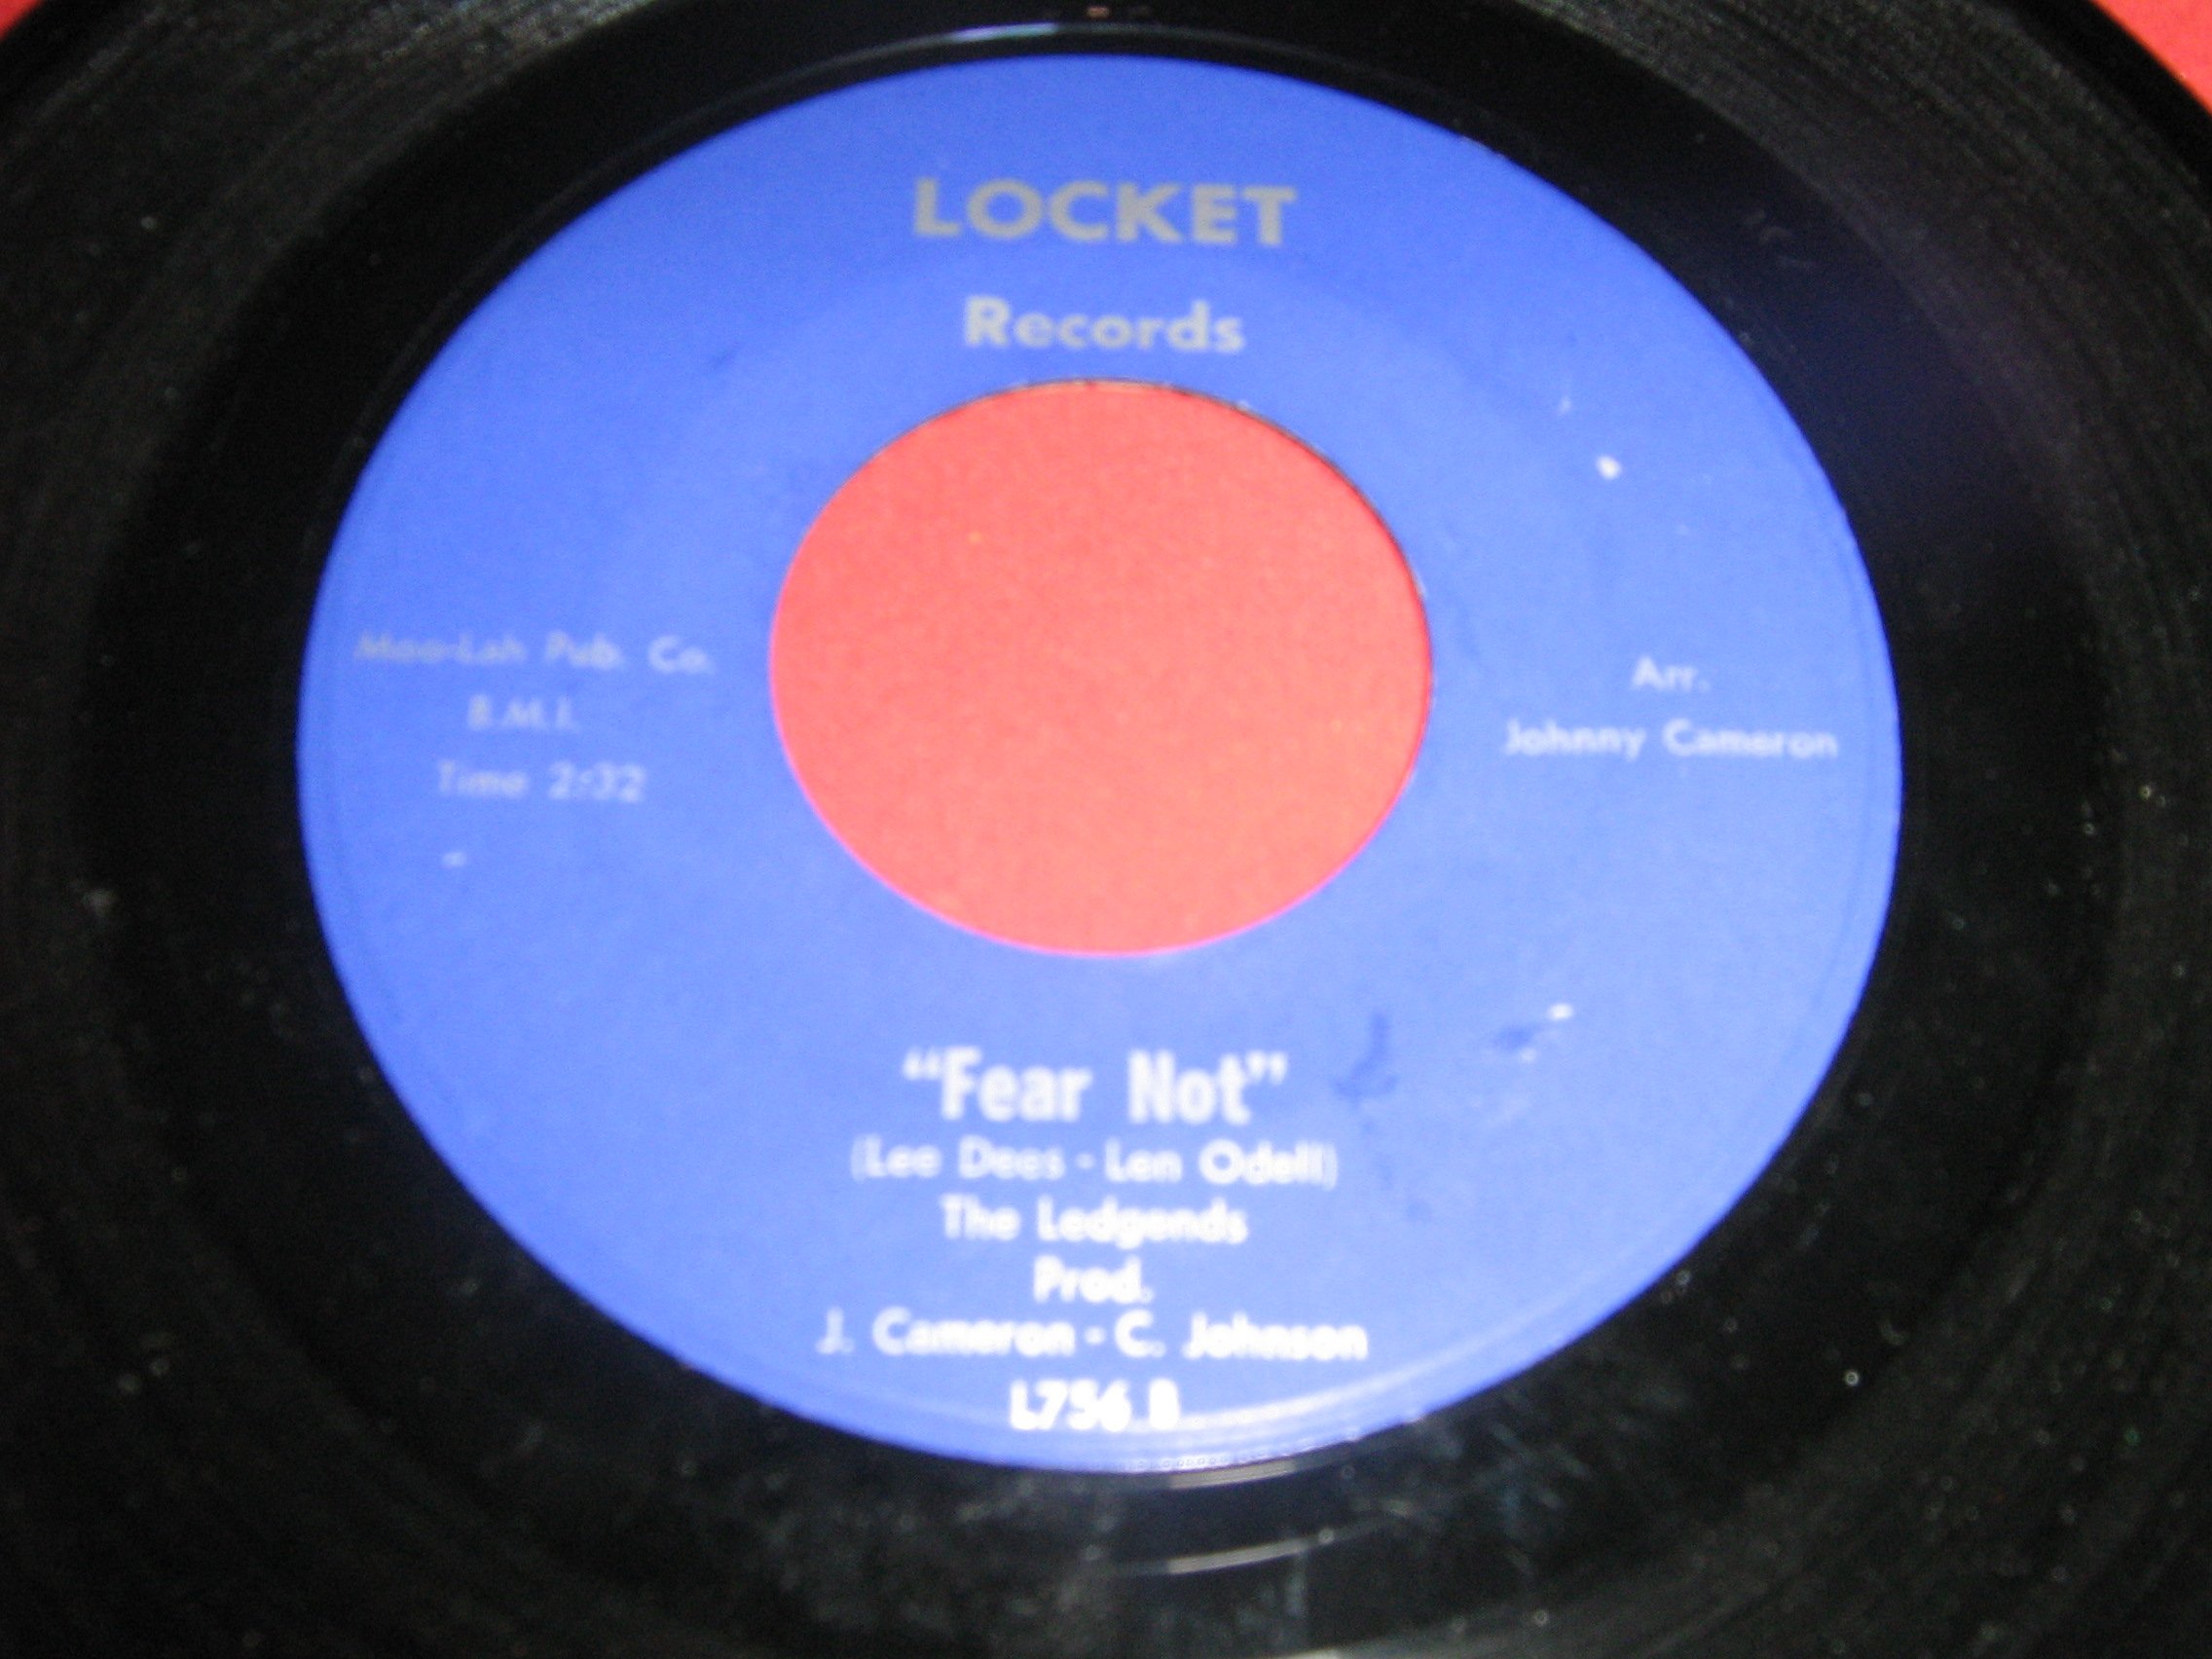 LOCKET
Records
Moo-Lah Pub. Co.
B.M.I.
Time 2:32
Arr.
Johnny Cameron
"Fear Not"
(Lee Dees - Len Odell)
The Ledgends
Prod.
J. Cameron - C. Johnson
L756 B